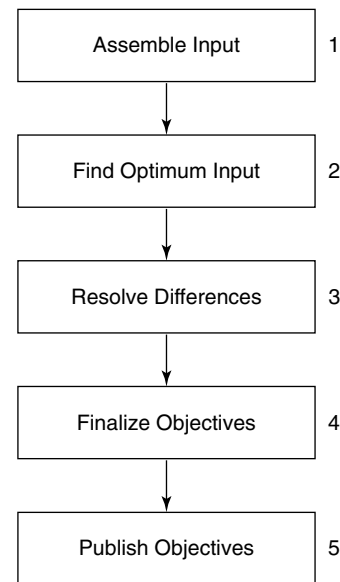 Assemble Input 1
Find Optimum Input 2
Resolve Differences 3
Finalize Objectives 4
Publish Objectives 5